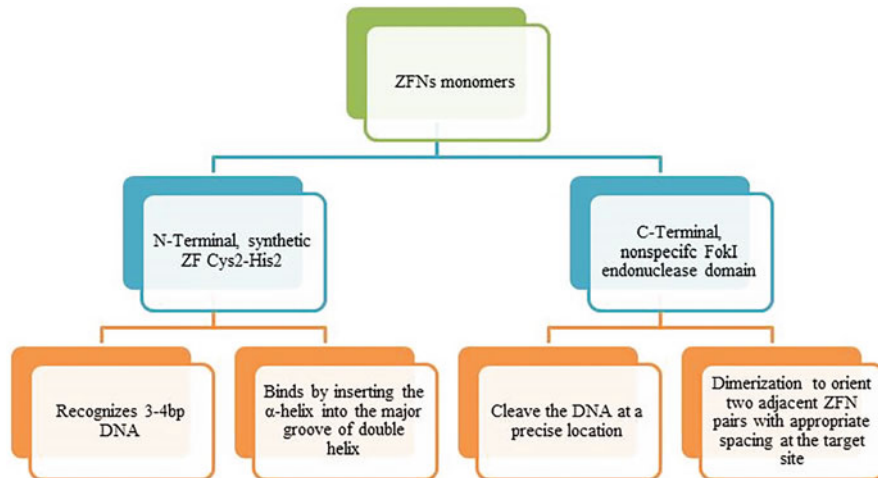 ZFNs monomers
N-Terminal, synthetic
ZF Cys2-His2
C-Terminal,
nonspecifc FokI
endonuclease domain
Recognizes 3-4bp
DNA
Binds by inserting the
α-helix into the major
groove of double
helix
Cleave the DNA at a
precise location
Dimerization to orient
two adjacent ZFN
pairs with appropriate
spacing at the target
site